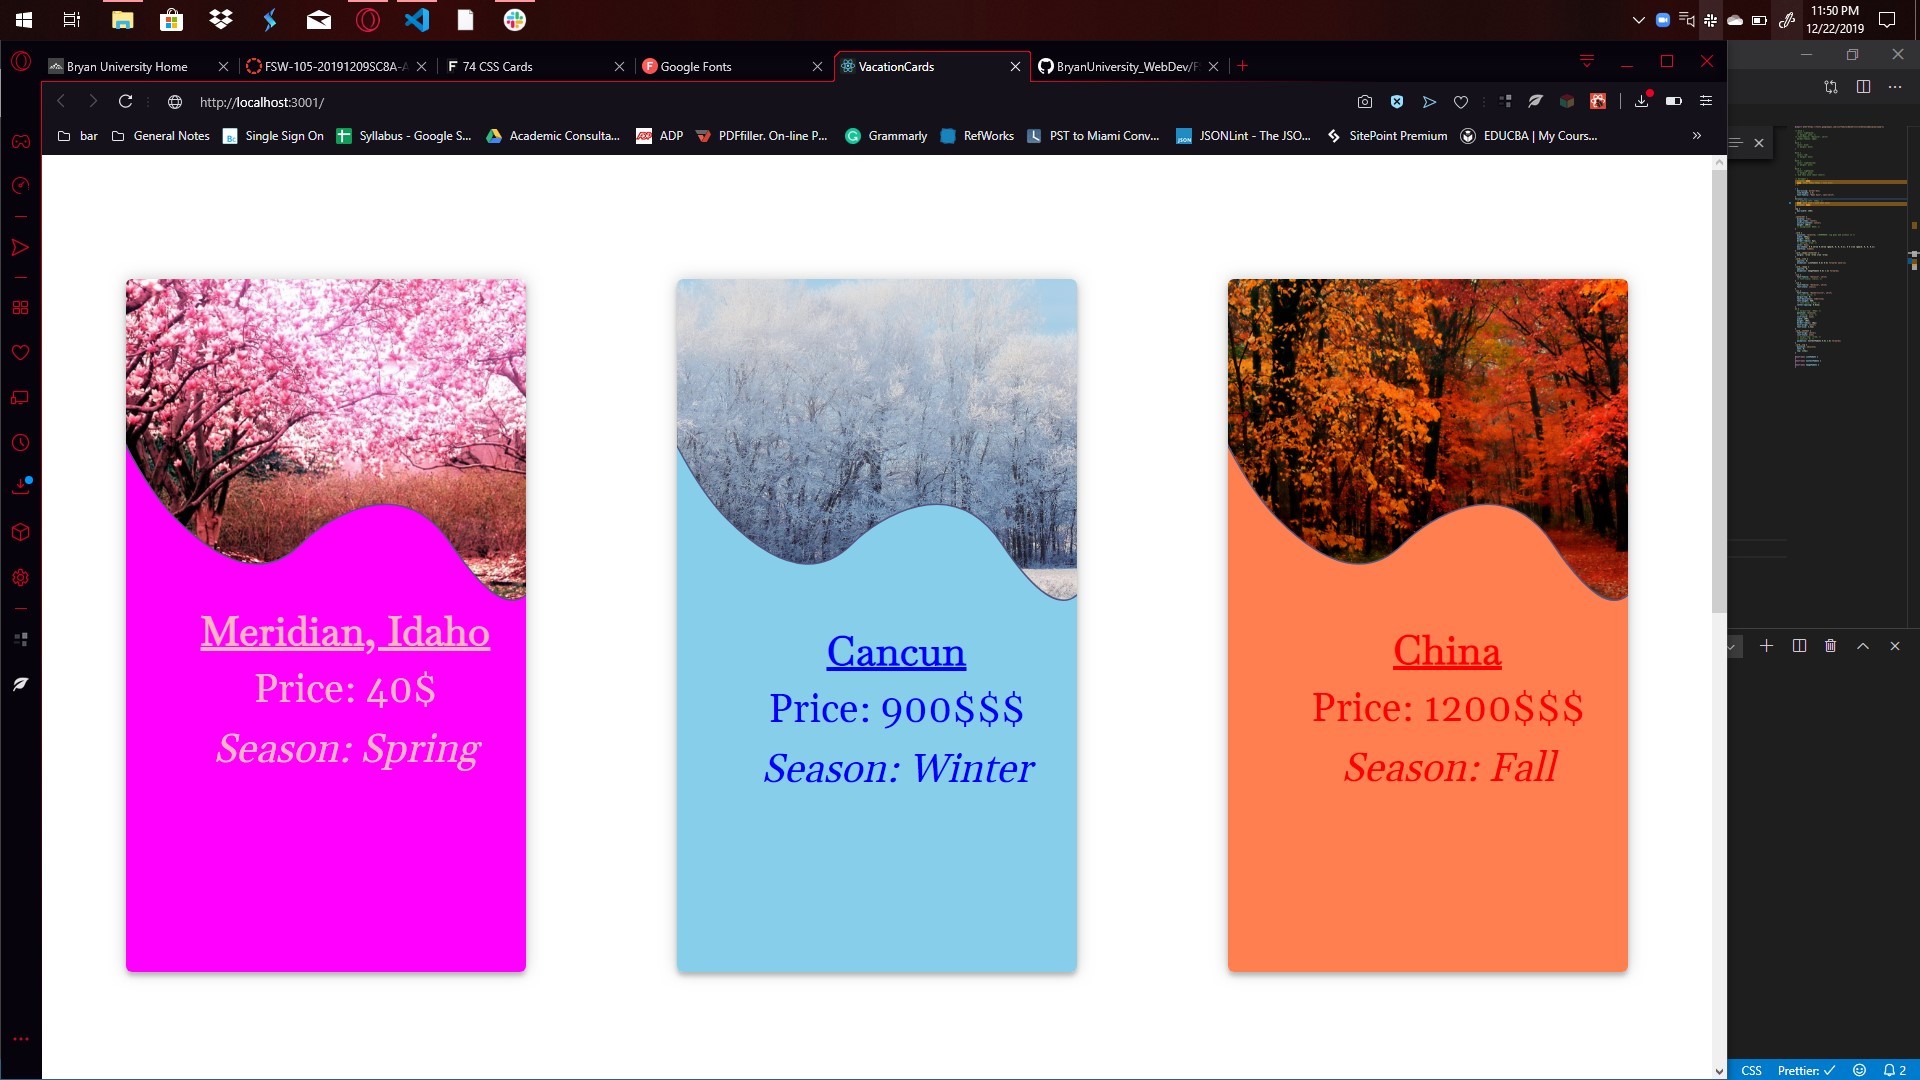 11:50 PM
12/22/2019
Bryan University Home
FSW-105-20191209SC8A-A
74 CSS Cards
Google Fonts
VacationCards
BryanUniversity_WebDev/F
http://localhost:3001/
bar
General Notes
Single Sign On
Syllabus - Google S...
Academic Consulta...
ADP
PDFfiller. On-line P...
Grammarly
RefWorks
PST to Miami Conv...
JSONLint - The JSO...
SitePoint Premium
EDUCBA | My Cours...
Meridian, Idaho
Price: 40$
Season: Spring
Cancun
Price: 900$$$
Season: Winter
China
Price: 1200$$$
Season: Fall
CSS
Prettier: ✓
2